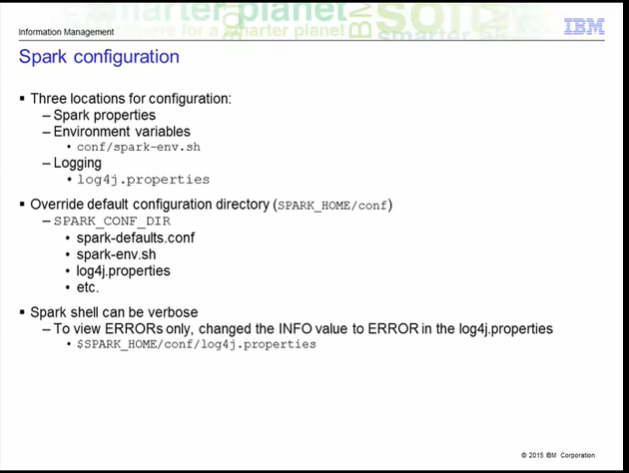 smarter planet
Information Management
IBM
Spark configuration
▪ Three locations for configuration:
– Spark properties
– Environment variables
• conf/spark-env.sh
– Logging
• log4j.properties
▪ Override default configuration directory (SPARK_HOME/conf)
– SPARK_CONF_DIR
• spark-defaults.conf
• spark-env.sh
• log4j.properties
• etc.
▪ Spark shell can be verbose
– To view ERRORs only, changed the INFO value to ERROR in the log4j.properties
• $SPARK_HOME/conf/log4j.properties
© 2015 IBM Corporation